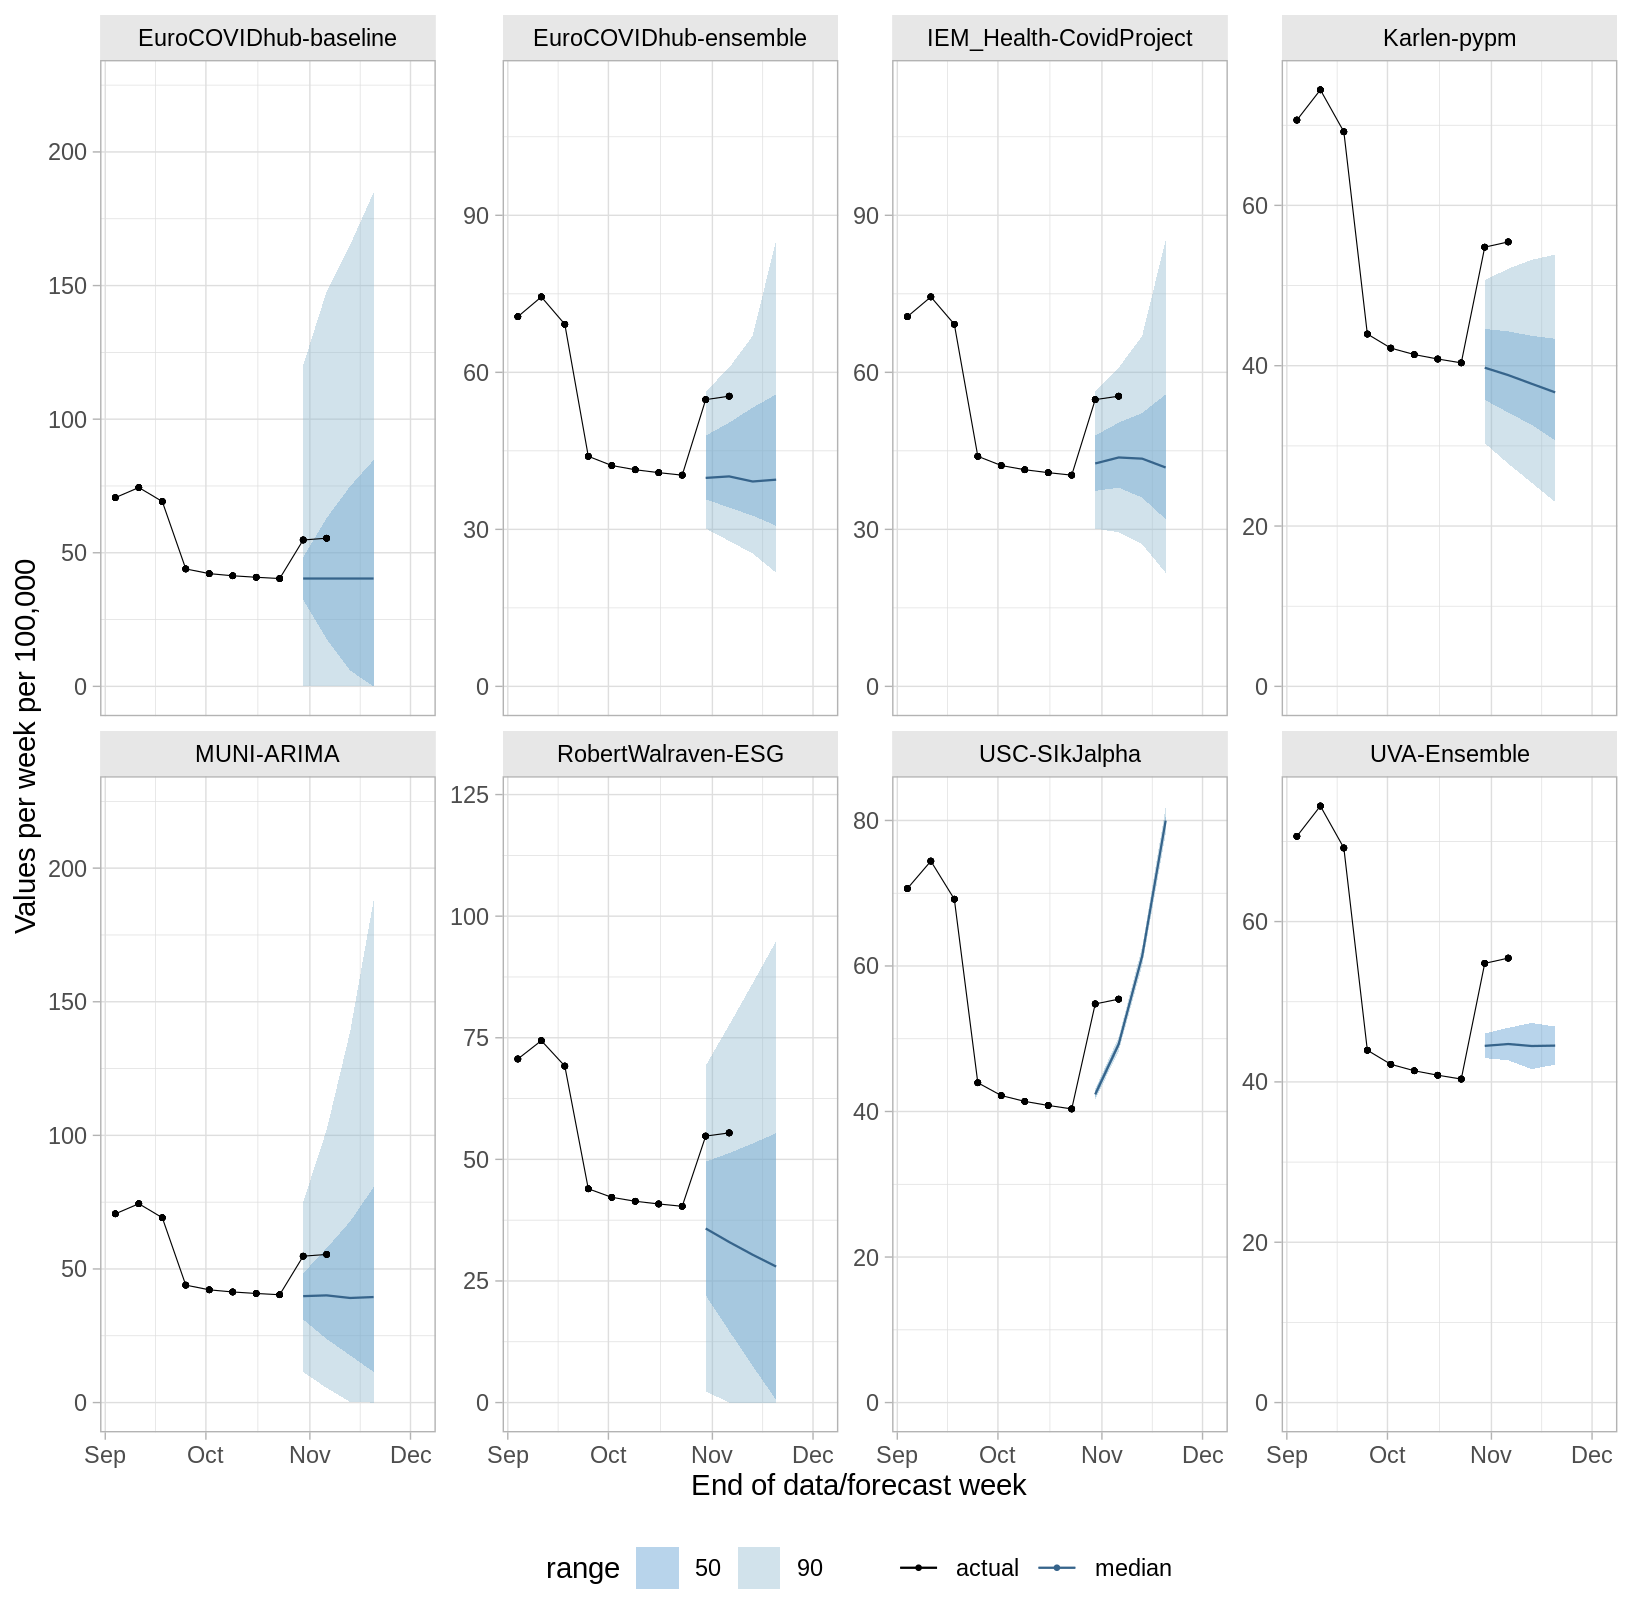 EuroCOVIDhub-baseline
EuroCOVIDhub-ensemble
IEM_Health-CovidProject
Karlen-pypm
200
150
100
50
0
90
60
30
0
90
60
30
0
60
40
20
0
Values per week per 100,000
MUNI-ARIMA
RobertWalraven-ESG
USC-SIkJalpha
UVA-Ensemble
200
150
100
50
0
125
100
75
50
25
0
80
60
40
20
0
60
40
20
0
Sep Oct Nov Dec
Sep Oct Nov Dec
Sep Oct Nov Dec
Sep Oct Nov Dec
End of data/forecast week
range 50 90 actual median